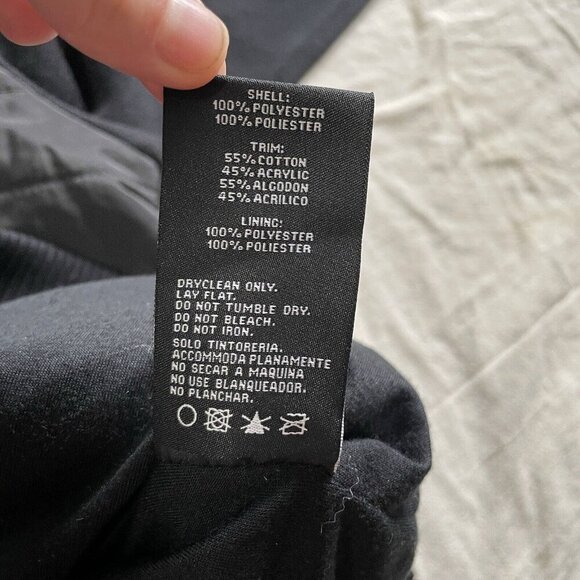 SHELL:
100% POLYESTER
100% POLIESTER
TRIM:
55% COTTON
45% ACRYLIC
55% ALGODON
45% ACRILICO
LINING:
100% POLYESTER
100% POLIESTER
DRYCLEAN ONLY.
LAY FLAT.
DO NOT TUMBLE DRY.
DO NOT BLEACH.
DO NOT IRON.
SOLO TINTORERIA.
ACCOMMODA PLANAMENTE
NO SECAR A MAQUINA
NO USE BLANQUEADOR.
NO PLANCHAR.